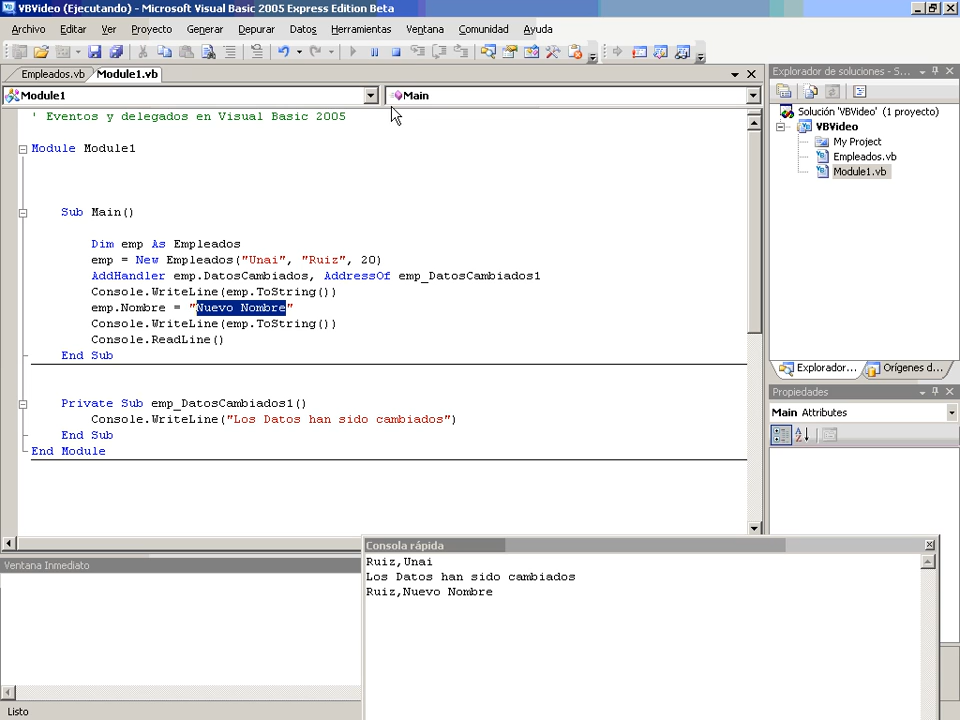 VBVideo (Ejecutando) - Microsoft Visual Basic 2005 Express Edition Beta
Archivo Editar Ver Proyecto Generar Depurar Datos Herramientas Ventana Comunidad Ayuda
Empleados.vb Module1.vb
Module1 Main
' Eventos y delegados en Visual Basic 2005
Module Module1
Sub Main()
Dim emp As Empleados
emp = New Empleados("Unai", "Ruiz", 20)
AddHandler emp.DatosCambiados, AddressOf emp_DatosCambiados1
Console.WriteLine(emp.ToString())
emp.Nombre = "Nuevo Nombre"
Console.WriteLine(emp.ToString())
Console.ReadLine()
End Sub
Private Sub emp_DatosCambiados1()
Console.WriteLine("Los Datos han sido cambiados")
End Sub
End Module
Explorador de soluciones - S...
Solución 'VBVideo' (1 proyecto)
VBVideo
My Project
Empleados.vb
Module1.vb
Explorador... Orígenes d...
Propiedades
Main Attributes
Ventana Inmediato
Consola rápida
Ruiz,Unai
Los Datos han sido cambiados
Ruiz,Nuevo Nombre
Listo